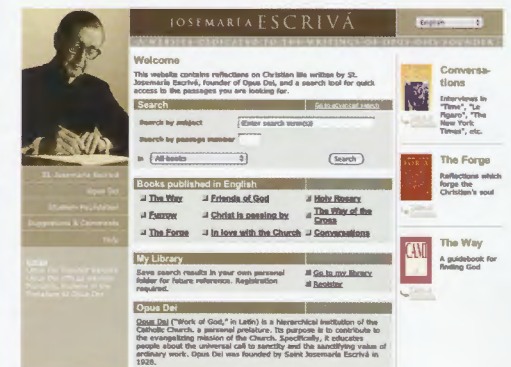 JOSEMARÍA ESCRIVÁ
English
A WEBSITE DEDICATED TO THE WRITINGS OF OPUS DEI'S FOUNDER
Welcome
This website contains reflections on Christian life written by St.
Josemaría Escrivá, founder of Opus Dei, and a search tool for quick
access to the passages you are looking for.
Search
Go to advanced search
Search by subject
(Enter search term(s))
Search by passage number
in
All books
Search
St. Josemaría Escrivá
Opus Dei
Studium Foundation
Suggestions & Comments
Help
Books published in English
The Way
Friends of God
Holy Rosary
Furrow
Christ is passing by
The Way of the
Cross
The Forge
In love with the Church
Conversations
My Library
Save search results in your own personal
folder for future reference. Registration
required.
Go to my library
Register
Opus Dei
Opus Dei ("Work of God," in Latin) is a hierarchical institution of the
Catholic Church, a personal prelature. Its purpose is to contribute to
the evangelizing mission of the Church. Specifically, it educates
people about the universal call to sanctity and the sanctifying value of
ordinary work. Opus Dei was founded by Saint Josemaría Escrivá in
1928.
Conversa-
tions
Interviews in
"Time", "Le
Figaro", "The
New York
Times", etc.
The Forge
Reflections which
forge the
Christian's soul
CAMI
The Way
A guidebook for
finding God